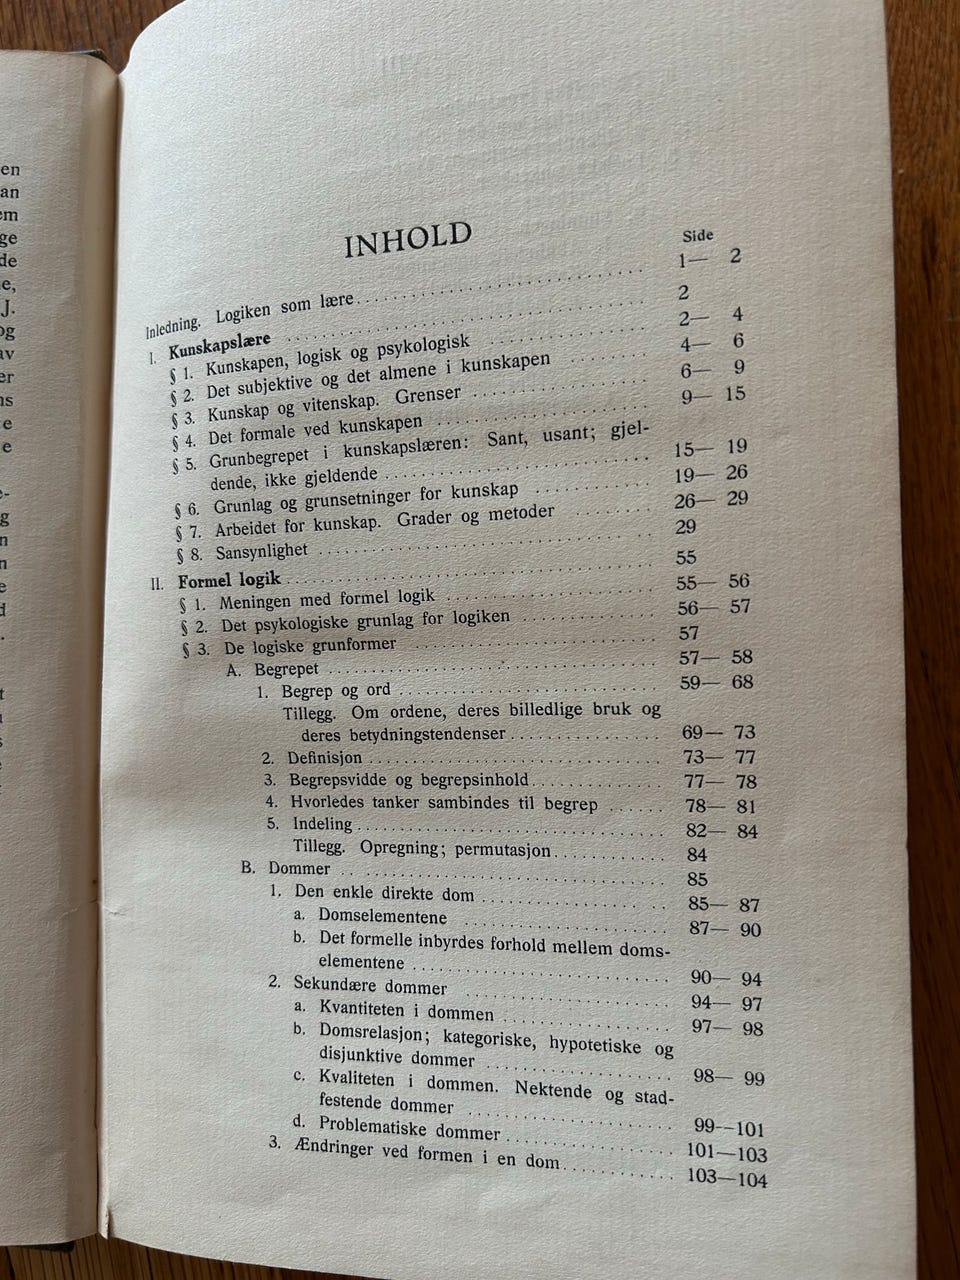 INHOLD
Side
Inledning. Logiken som lære 1— 2
I. Kunskapslære 2
§ 1. Kunskapen, logisk og psykologisk 2— 4
§ 2. Det subjektive og det almene i kunskapen 4— 6
§ 3. Kunskap og vitenskap. Grenser 6— 9
§ 4. Det formale ved kunskapen 9— 15
§ 5. Grunbegrepet i kunskapslæren: Sant, usant; gjel-
dende, ikke gjeldende 15— 19
§ 6. Grunlag og grunsetninger for kunskap 19— 26
§ 7. Arbeidet for kunskap. Grader og metoder 26— 29
§ 8. Sansynlighet 29
II. Formel logik 55
§ 1. Meningen med formel logik 55— 56
§ 2. Det psykologiske grunlag for logiken 56— 57
§ 3. De logiske grunformer 57
A. Begrepet 57— 58
1. Begrep og ord 59— 68
Tillegg. Om ordene, deres billedlige bruk og
deres betydningstendenser 69— 73
2. Definisjon 73— 77
3. Begrepsvidde og begrepsinhold 77— 78
4. Hvorledes tanker sambindes til begrep 78— 81
5. Indeling 82— 84
Tillegg. Opregning; permutasjon 84
B. Dommer 85
1. Den enkle direkte dom 85— 87
a. Domselementene 87— 90
b. Det formelle inbyrdes forhold mellem doms-
elementene 90— 94
2. Sekundære dommer 94— 97
a. Kvantiteten i dommen 97— 98
b. Domsrelasjon; kategoriske, hypotetiske og
disjunktive dommer 98— 99
c. Kvaliteten i dommen. Nektende og stad-
festende dommer 99--101
d. Problematiske dommer 101—103
3. Ændringer ved formen i en dom 103—104